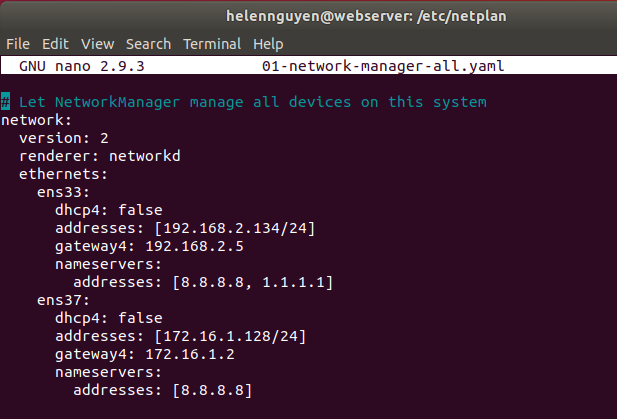 helennguyen@webserver: /etc/netplan
File Edit View Search Terminal Help
GNU nano 2.9.3 01-network-manager-all.yaml
# Let NetworkManager manage all devices on this system
network:
  version: 2
  renderer: networkd
  ethernets:
    ens33:
      dhcp4: false
      addresses: [192.168.2.134/24]
      gateway4: 192.168.2.5
      nameservers:
        addresses: [8.8.8.8, 1.1.1.1]
    ens37:
      dhcp4: false
      addresses: [172.16.1.128/24]
      gateway4: 172.16.1.2
      nameservers:
        addresses: [8.8.8.8]